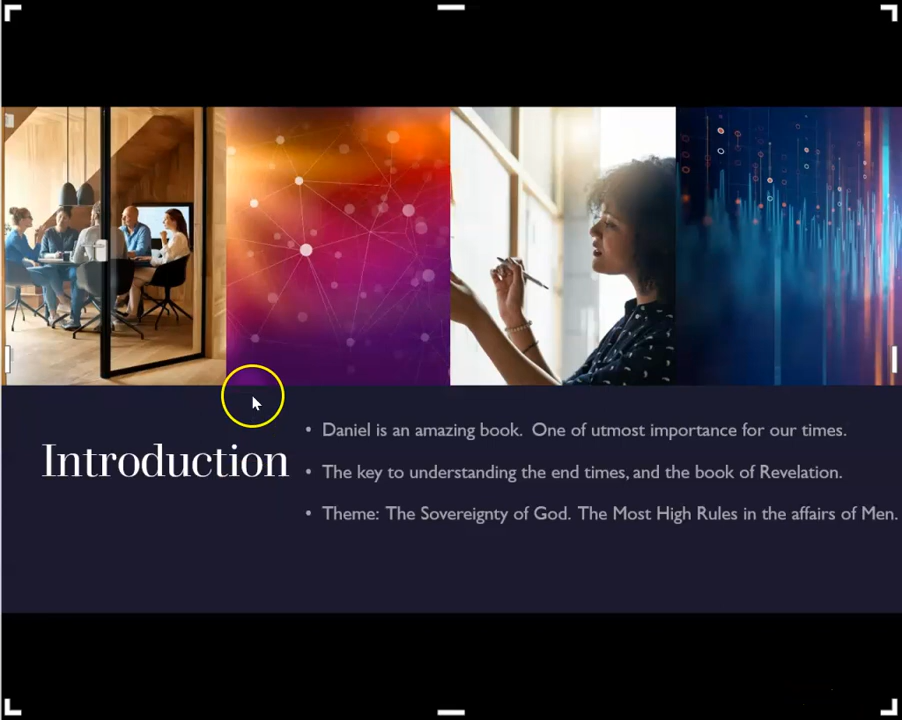 Introduction
• Daniel is an amazing book.  One of utmost importance for our times.
• The key to understanding the end times, and the book of Revelation.
• Theme:  The Sovereignty of God.  The Most High Rules in the affairs of Men.